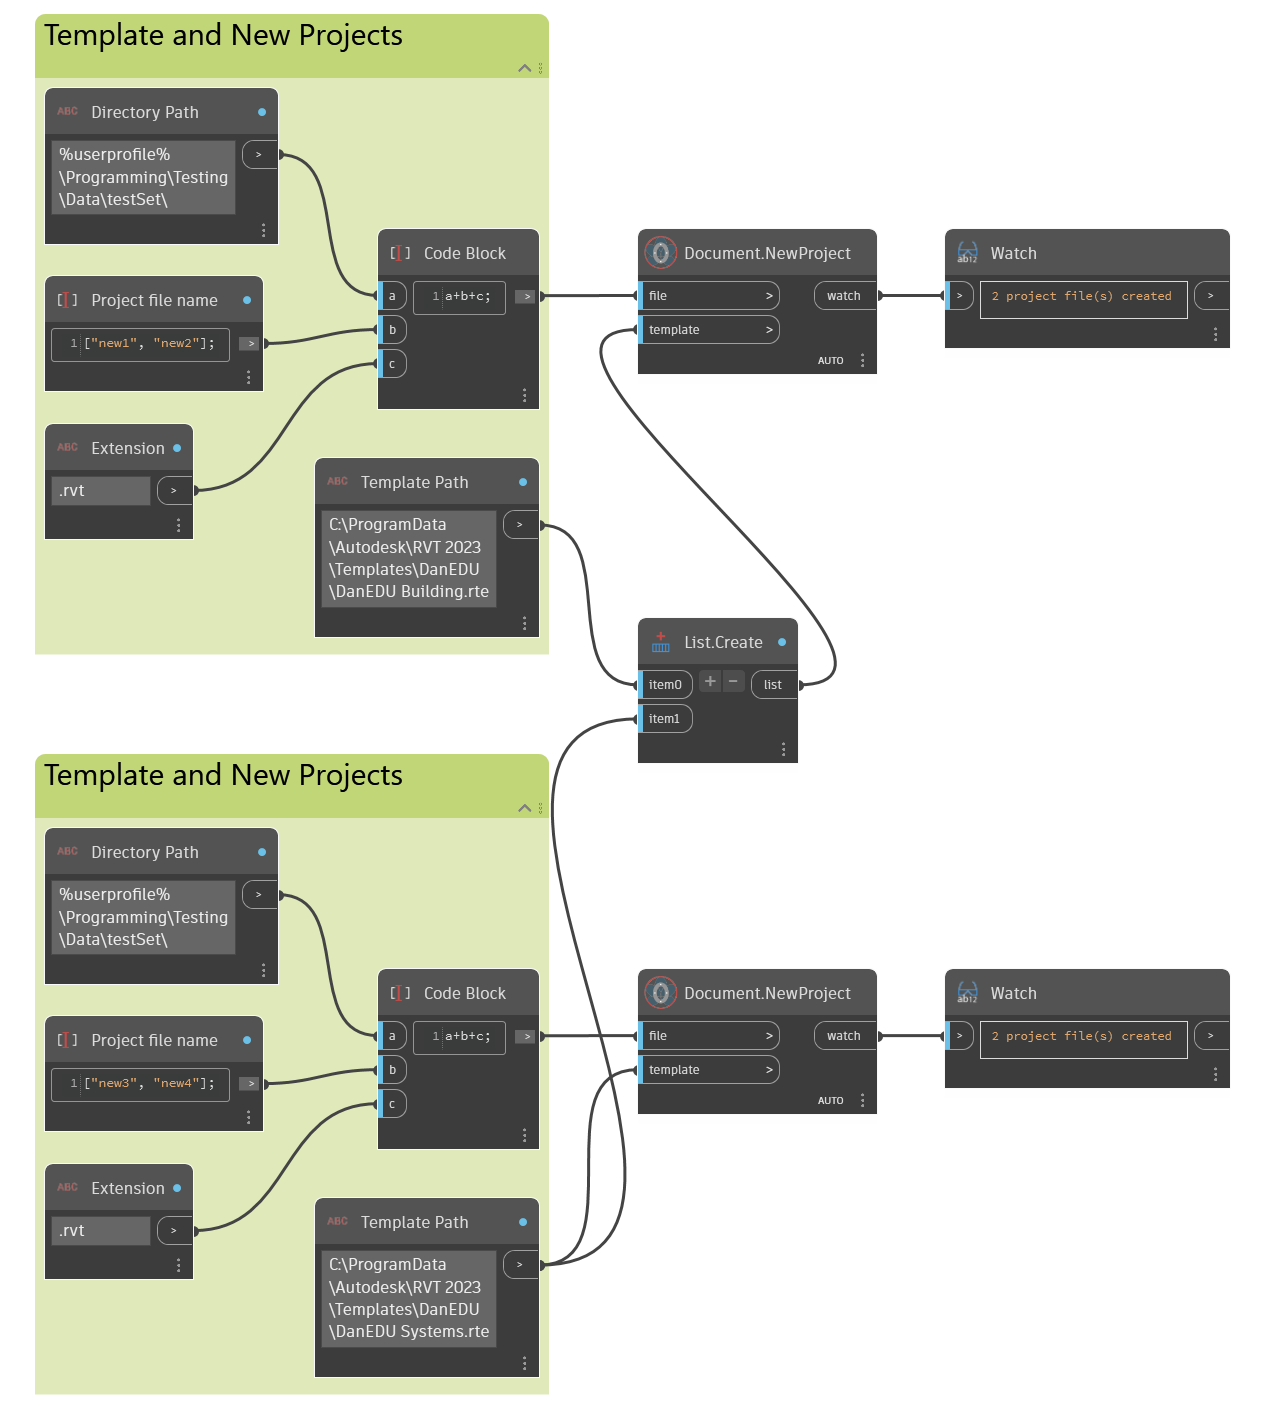 Template and New Projects
ABC Directory Path
%userprofile%
\Programming\Testing
\Data\testSet\
>
[I] Project file name
1 ["new1", "new2"];
>
ABC Extension
.rvt
>
[I] Code Block
a
b
c
1 a+b+c;
>
ABC Template Path
C:\ProgramData
\Autodesk\RVT 2023
\Templates\DanEDU
\DanEDU Building.rte
>
Document.NewProject
file >
template >
watch
AUTO
ab12 Watch
>
2 project file(s) created
>
List.Create
item0
item1
+ -
list
Template and New Projects
ABC Directory Path
%userprofile%
\Programming\Testing
\Data\testSet\
>
[I] Project file name
1 ["new3", "new4"];
>
ABC Extension
.rvt
>
[I] Code Block
a
b
c
1 a+b+c;
>
ABC Template Path
C:\ProgramData
\Autodesk\RVT 2023
\Templates\DanEDU
\DanEDU Systems.rte
>
Document.NewProject
file >
template >
watch
AUTO
ab12 Watch
>
2 project file(s) created
>